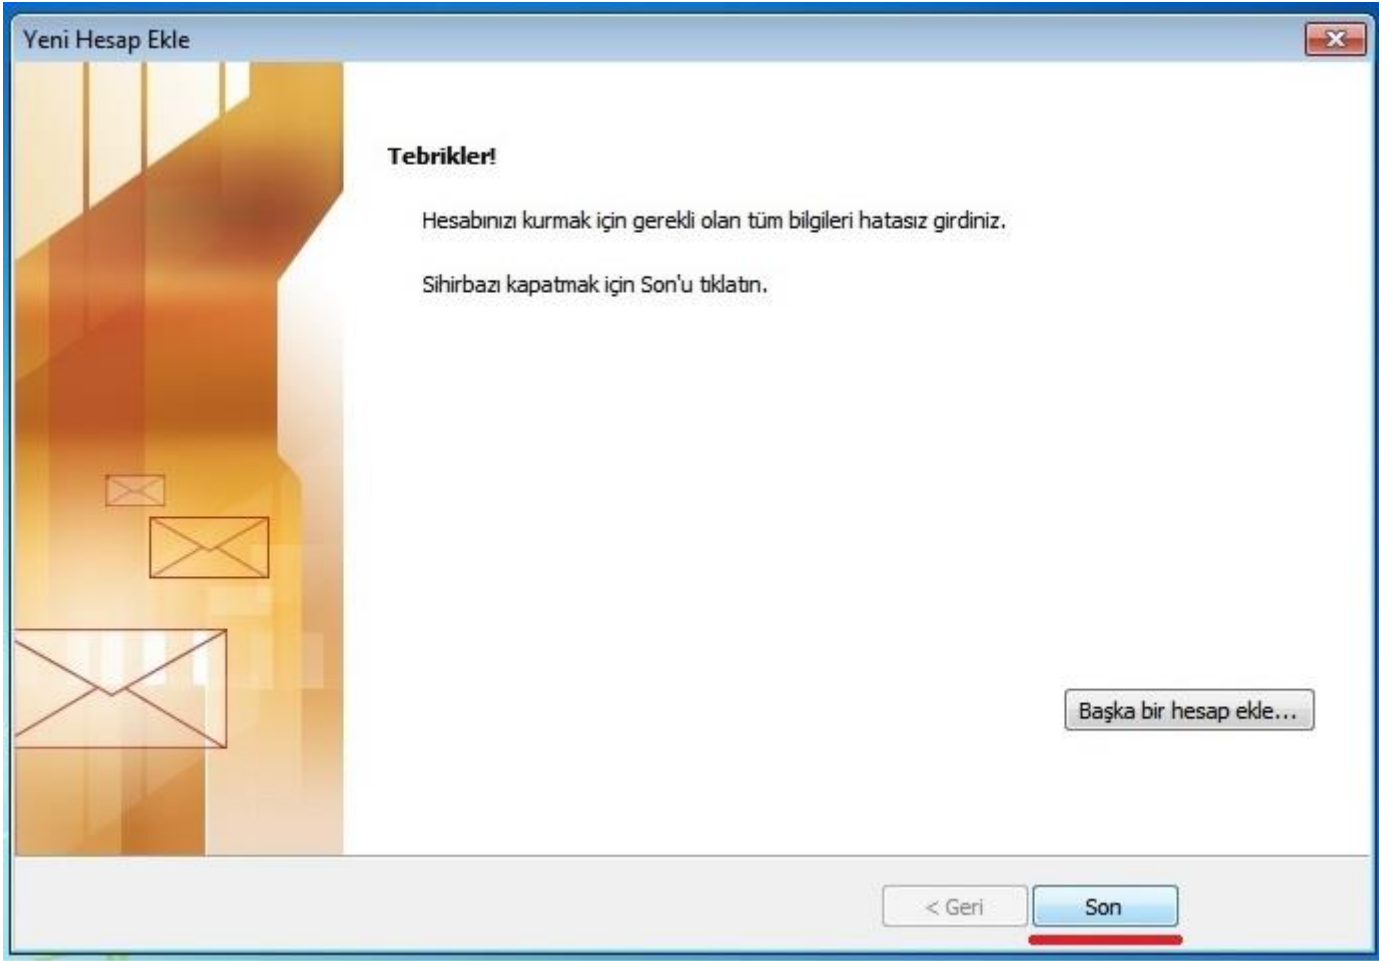 Yeni Hesap Ekle
Tebrikler!
Hesabınızı kurmak için gerekli olan tüm bilgileri hatasız girdiniz.
Sihirbazı kapatmak için Son'u tıklatın.
Başka bir hesap ekle...
< Geri
Son